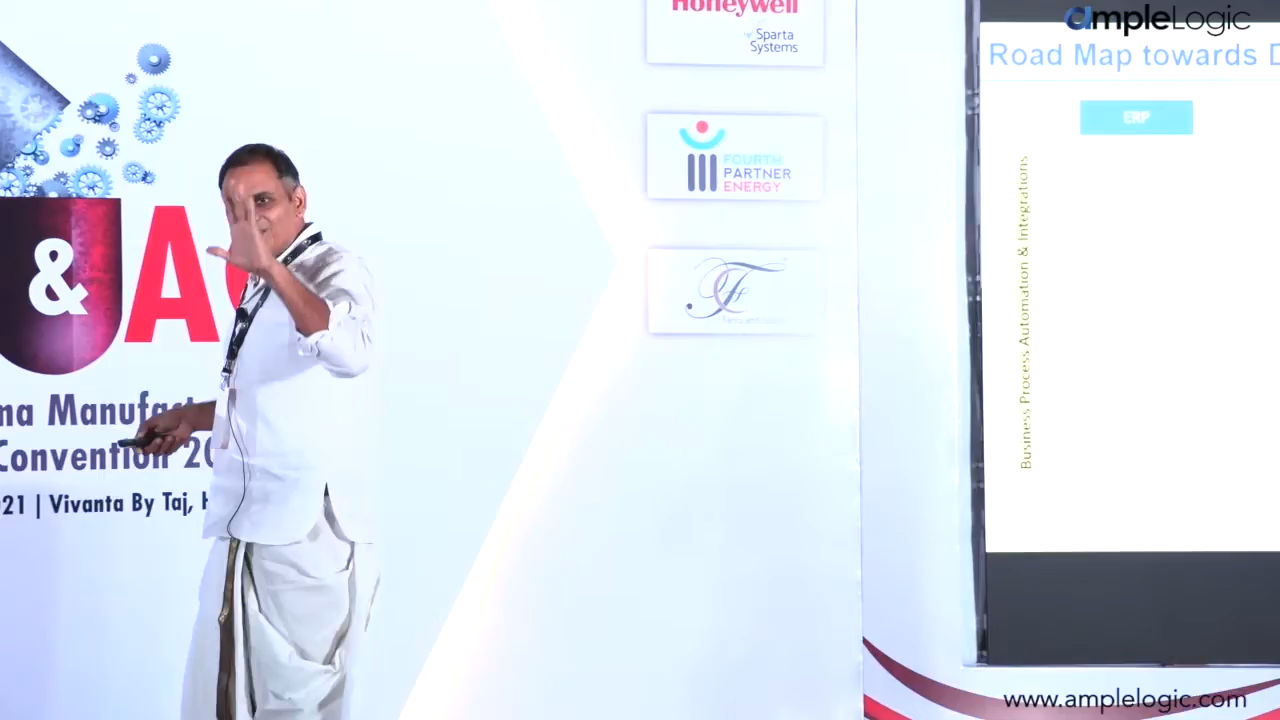 & A
na Manufact
Convention 20
021 | Vivanta By Taj, H
Honeywell
Sparta
Systems
FOURTH
PARTNER
ENERGY
ampleLogic
Road Map towards D
ERP
Business Process Automation & Integrations
www.amplelogic.com